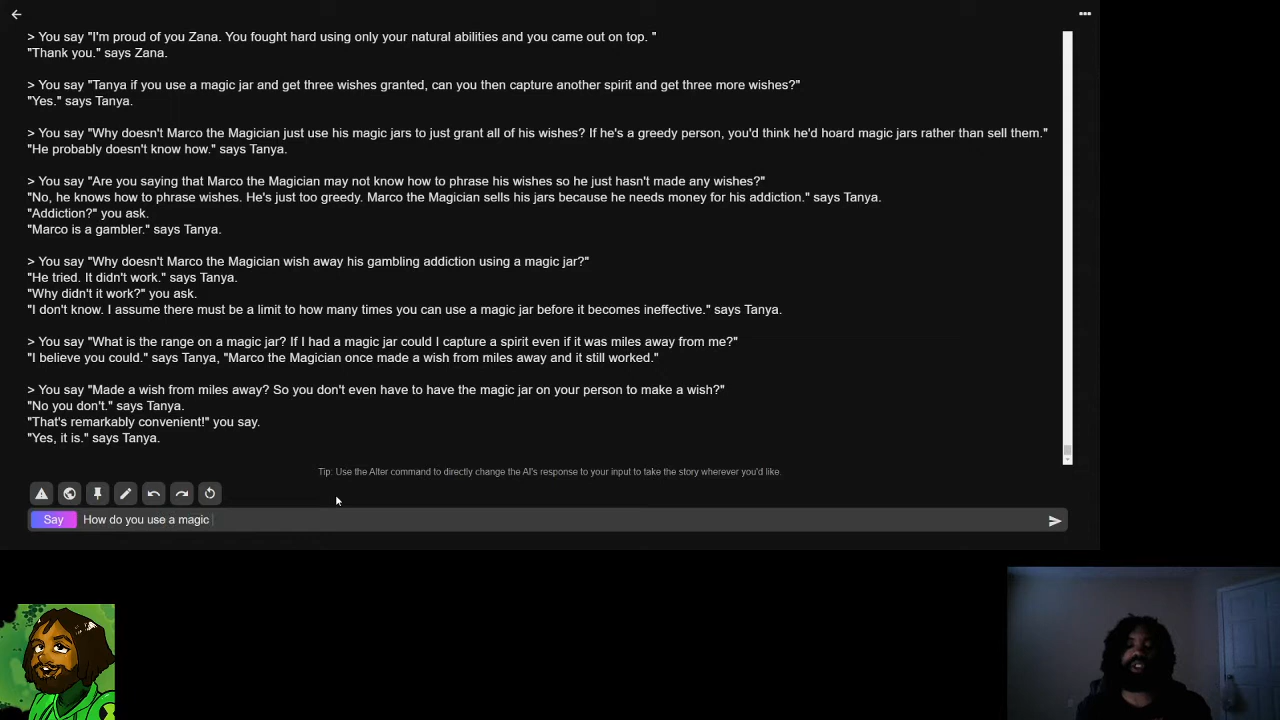 > You say "I'm proud of you Zana. You fought hard using only your natural abilities and you came out on top. "
"Thank you." says Zana.
> You say "Tanya if you use a magic jar and get three wishes granted, can you then capture another spirit and get three more wishes?"
"Yes." says Tanya.
> You say "Why doesn't Marco the Magician just use his magic jars to just grant all of his wishes? If he's a greedy person, you'd think he'd hoard magic jars rather than sell them."
"He probably doesn't know how." says Tanya.
> You say "Are you saying that Marco the Magician may not know how to phrase his wishes so he just hasn't made any wishes?"
"No, he knows how to phrase wishes. He's just too greedy. Marco the Magician sells his jars because he needs money for his addiction." says Tanya.
"Addiction?" you ask.
"Marco is a gambler." says Tanya.
> You say "Why doesn't Marco the Magician wish away his gambling addiction using a magic jar?"
"He tried. It didn't work." says Tanya.
"Why didn't it work?" you ask.
"I don't know. I assume there must be a limit to how many times you can use a magic jar before it becomes ineffective." says Tanya.
> You say "What is the range on a magic jar? If I had a magic jar could I capture a spirit even if it was miles away from me?"
"I believe you could." says Tanya, "Marco the Magician once made a wish from miles away and it still worked."
> You say "Made a wish from miles away? So you don't even have to have the magic jar on your person to make a wish?"
"No you don't." says Tanya.
"That's remarkably convenient!" you say.
"Yes, it is." says Tanya.
Tip: Use the Alter command to directly change the AI's response to your input to take the story wherever you'd like.
Say How do you use a magic